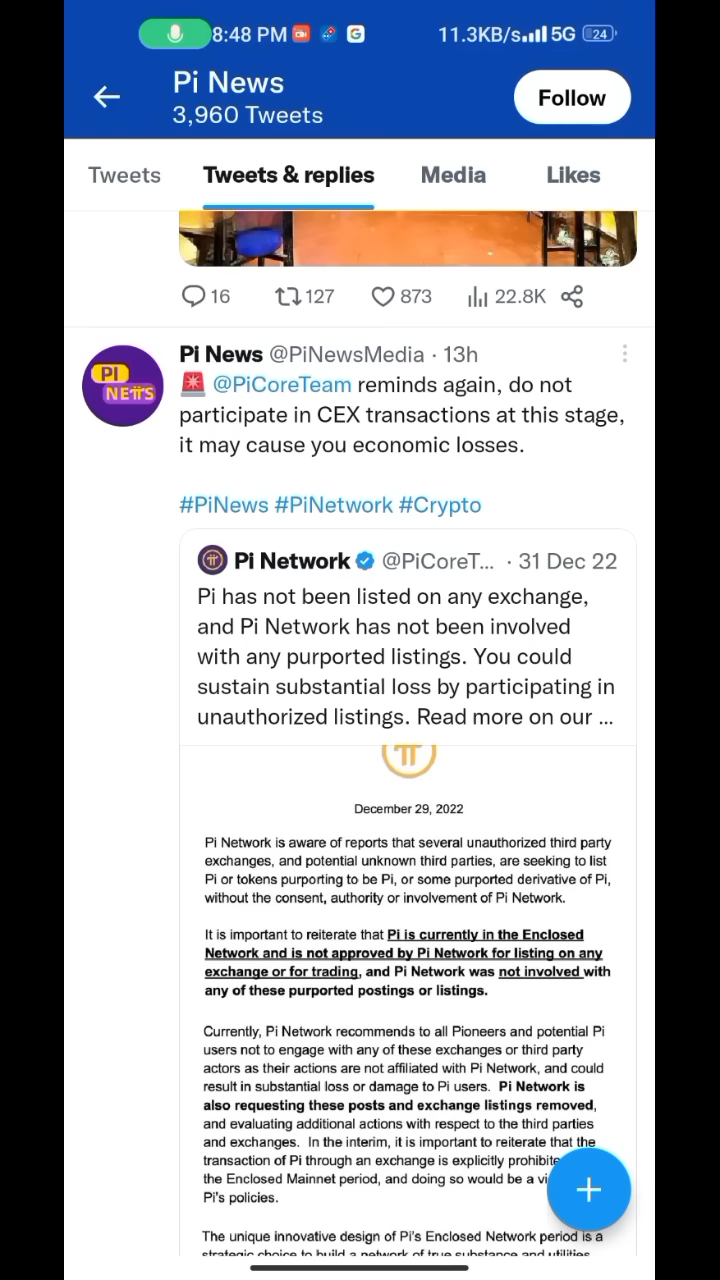 8:48 PM
11.3KB/s 5G 24
Pi News
3,960 Tweets
Follow
Tweets
Tweets & replies
Media
Likes
16
127
873
22.8K
PI
NEWS
Pi News @PiNewsMedia · 13h
🚨 @PiCoreTeam reminds again, do not
participate in CEX transactions at this stage,
it may cause you economic losses.
#PiNews #PiNetwork #Crypto
Pi Network @PiCoreT... · 31 Dec 22
Pi has not been listed on any exchange,
and Pi Network has not been involved
with any purported listings. You could
sustain substantial loss by participating in
unauthorized listings. Read more on our ...
December 29, 2022
Pi Network is aware of reports that several unauthorized third party
exchanges, and potential unknown third parties, are seeking to list
Pi or tokens purporting to be Pi, or some purported derivative of Pi,
without the consent, authority or involvement of Pi Network.
It is important to reiterate that Pi is currently in the Enclosed
Network and is not approved by Pi Network for listing on any
exchange or for trading, and Pi Network was not involved with
any of these purported postings or listings.
Currently, Pi Network recommends to all Pioneers and potential Pi
users not to engage with any of these exchanges or third party
actors as their actions are not affiliated with Pi Network, and could
result in substantial loss or damage to Pi users. Pi Network is
also requesting these posts and exchange listings removed,
and evaluating additional actions with respect to the third parties
and exchanges. In the interim, it is important to reiterate that the
transaction of Pi through an exchange is explicitly prohibite
the Enclosed Mainnet period, and doing so would be a vi
Pi's policies.
The unique innovative design of Pi's Enclosed Network period is a
strategic choice to build a network of true substance and utilities